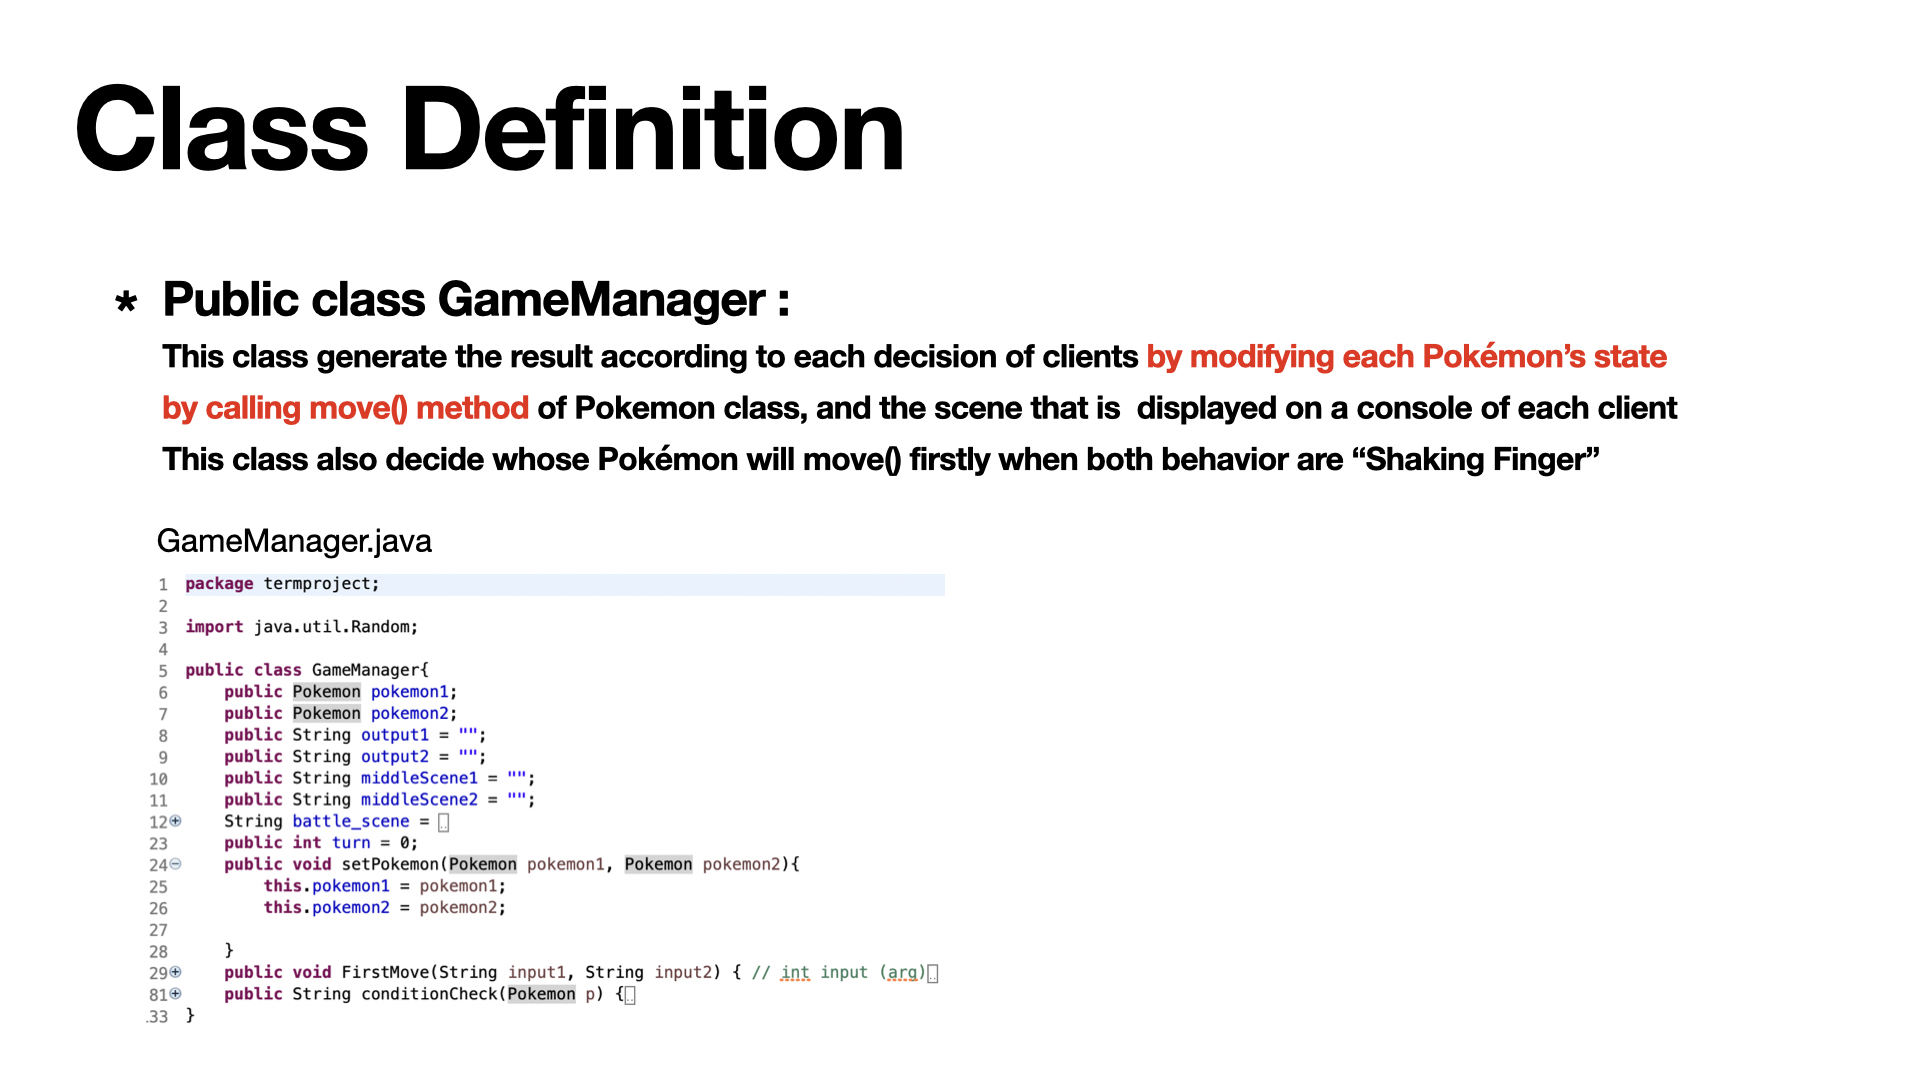 Class Definition
* Public class GameManager :
This class generate the result according to each decision of clients by modifying each Pokémon’s state
by calling move() method of Pokemon class, and the scene that is  displayed on a console of each client
This class also decide whose Pokémon will move() firstly when both behavior are “Shaking Finger”
GameManager.java
1 package termproject;
2
3 import java.util.Random;
4
5 public class GameManager{
6     public Pokemon pokemon1;
7     public Pokemon pokemon2;
8     public String output1 = "";
9     public String output2 = "";
10     public String middleScene1 = "";
11     public String middleScene2 = "";
12     String battle_scene =
23     public int turn = 0;
24     public void setPokemon(Pokemon pokemon1, Pokemon pokemon2){
25         this.pokemon1 = pokemon1;
26         this.pokemon2 = pokemon2;
27
28     }
29     public void FirstMove(String input1, String input2) { // int input (arg)
81     public String conditionCheck(Pokemon p) {
.33 }